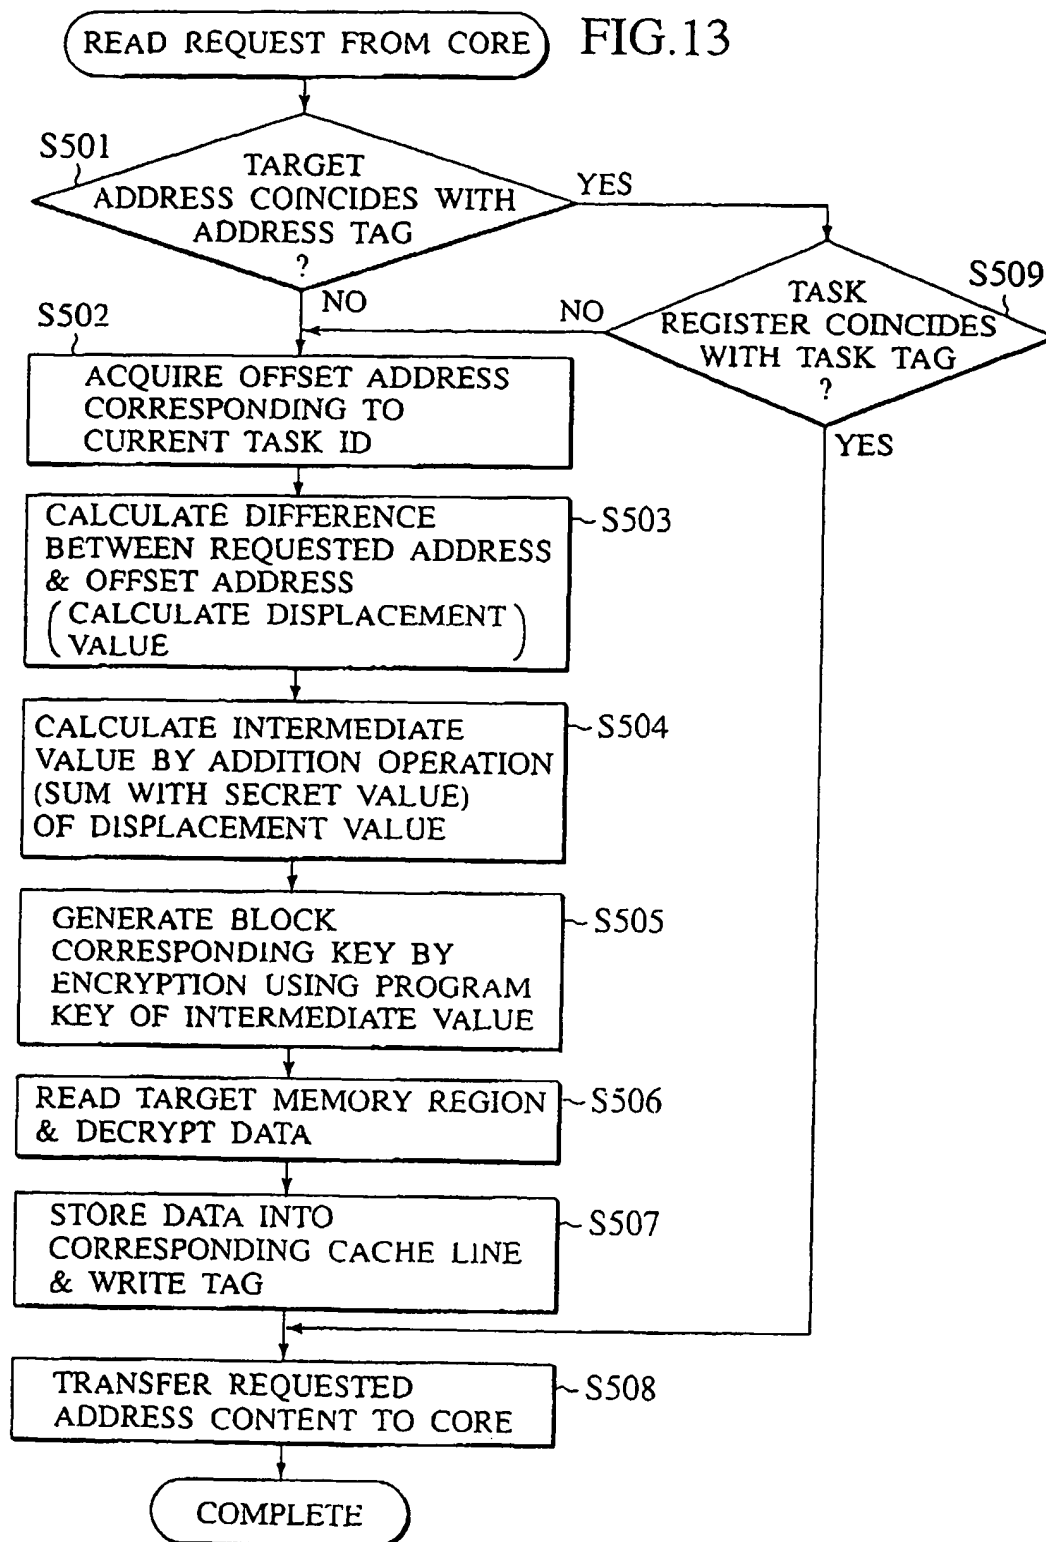 READ REQUEST FROM CORE
FIG.13
S501
TARGET
ADDRESS COINCIDES WITH
ADDRESS TAG
?
YES
NO
S509
TASK
REGISTER COINCIDES
WITH TASK TAG
?
NO
YES
S502
ACQUIRE OFFSET ADDRESS
CORRESPONDING TO
CURRENT TASK ID
CALCULATE DIFFERENCE
BETWEEN REQUESTED ADDRESS
& OFFSET ADDRESS
(CALCULATE DISPLACEMENT
VALUE)
S503
CALCULATE INTERMEDIATE
VALUE BY ADDITION OPERATION
(SUM WITH SECRET VALUE)
OF DISPLACEMENT VALUE
S504
GENERATE BLOCK
CORRESPONDING KEY BY
ENCRYPTION USING PROGRAM
KEY OF INTERMEDIATE VALUE
S505
READ TARGET MEMORY REGION
& DECRYPT DATA
S506
STORE DATA INTO
CORRESPONDING CACHE LINE
& WRITE TAG
S507
TRANSFER REQUESTED
ADDRESS CONTENT TO CORE
S508
COMPLETE